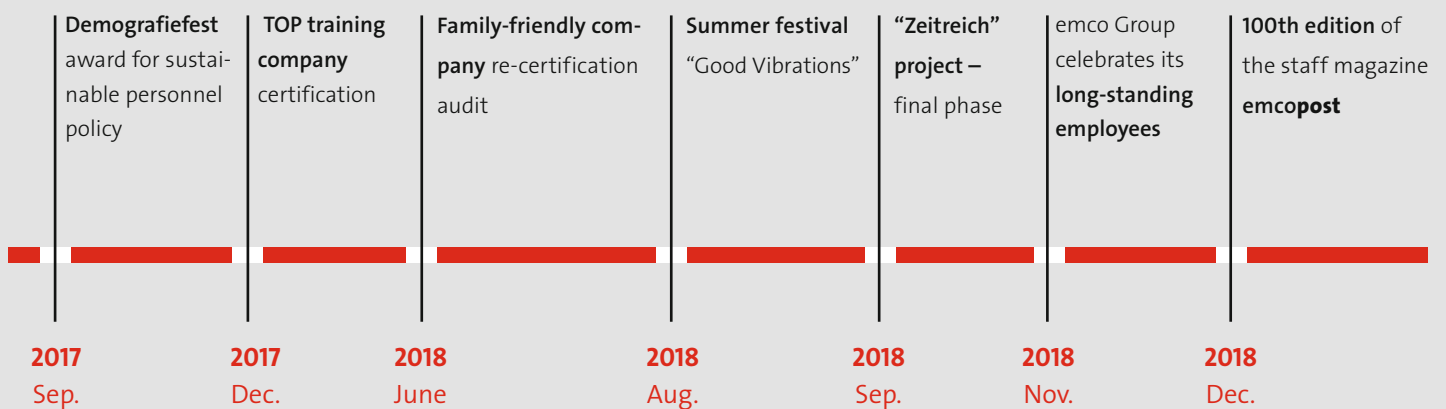 Demografiefest
award for sustai-
nable personnel
policy
TOP training
company
certification
Family-friendly com-
pany re-certification
audit
Summer festival
“Good Vibrations”
“Zeitreich”
project –
final phase
emco Group
celebrates its
long-standing
employees
100th edition of
the staff magazine
emcopost
2017
Sep.
2017
Dec.
2018
June
2018
Aug.
2018
Sep.
2018
Nov.
2018
Dec.